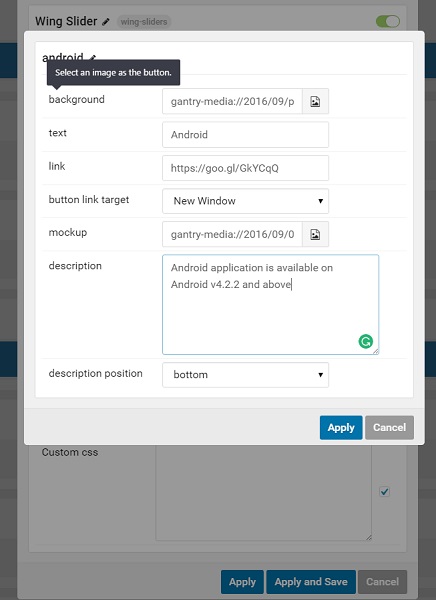 Wing Slider wing-sliders
android
Select an image as the button.
background gantry-media://2016/09/p
text Android
link https://goo.gl/GkYCqQ
button link target New Window
mockup gantry-media://2016/09/0
description Android application is available on
Android v4.2.2 and above
description position bottom
Apply Cancel
Custom css
Apply Apply and Save Cancel